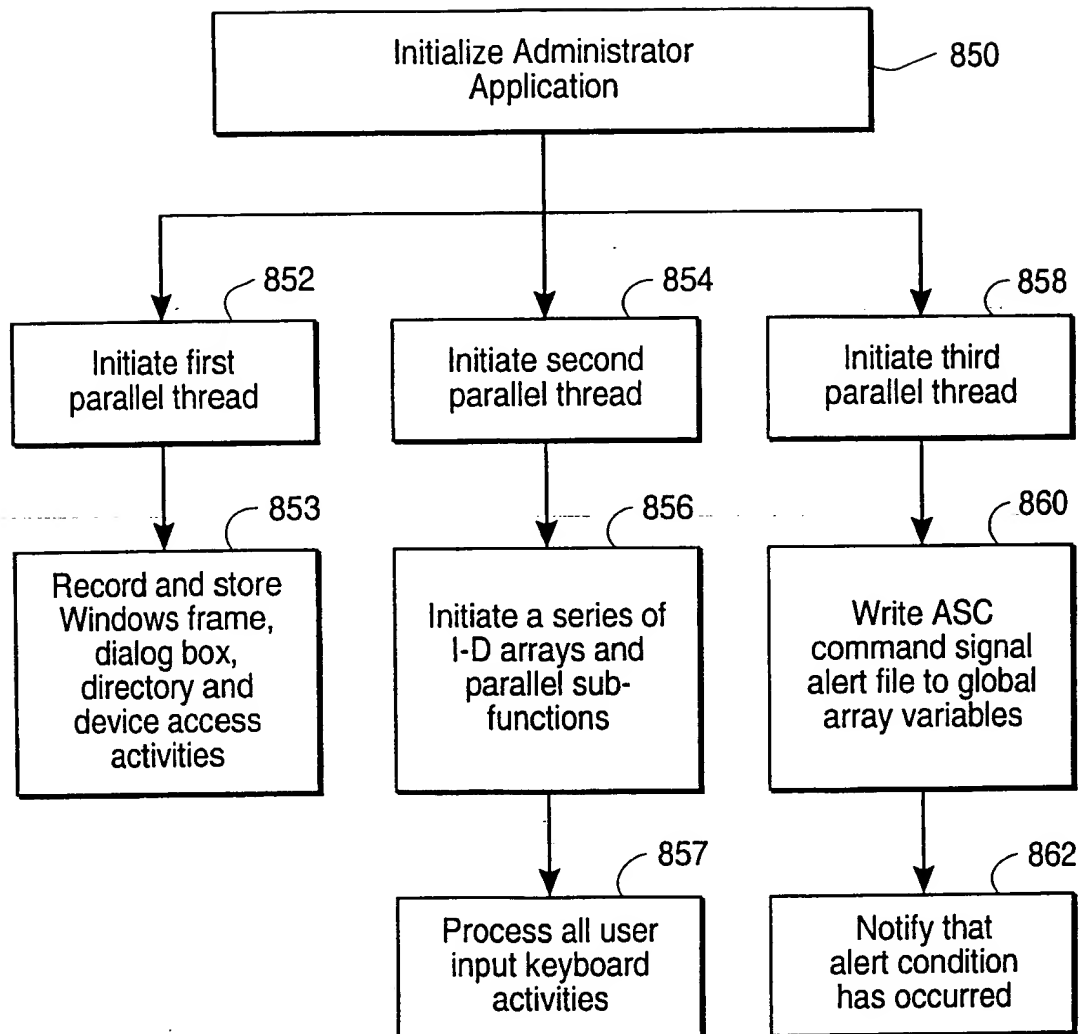 Initialize Administrator
Application
850
852
Initiate first
parallel thread
854
Initiate second
parallel thread
858
Initiate third
parallel thread
853
Record and store
Windows frame,
dialog box,
directory and
device access
activities
856
Initiate a series of
I-D arrays and
parallel sub-
functions
860
Write ASC
command signal
alert file to global
array variables
857
Process all user
input keyboard
activities
862
Notify that
alert condition
has occurred